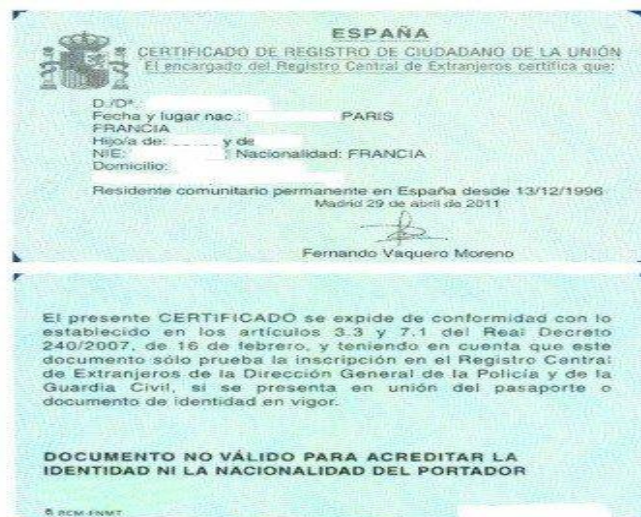 ESPAÑA
CERTIFICADO DE REGISTRO DE CIUDADANO DE LA UNIÓN
El encargado del Registro Central de Extranjeros certifica que:
D./Dª.:
Fecha y lugar nac.: PARIS
FRANCIA
Hijo/a de: y de
NIE: Nacionalidad: FRANCIA
Domicilio:
Residente comunitario permanente en España desde 13/12/1996
Madrid 29 de abril de 2011
Fernando Vaquero Moreno
El presente CERTIFICADO se expide de conformidad con lo
establecido en los artículos 3.3 y 7.1 del Real Decreto
240/2007, de 16 de febrero, y teniendo en cuenta que este
documento sólo prueba la inscripción en el Registro Central
de Extranjeros de la Dirección General de la Policía y de la
Guardia Civil, si se presenta en unión del pasaporte o
documento de identidad en vigor.
DOCUMENTO NO VÁLIDO PARA ACREDITAR LA
IDENTIDAD NI LA NACIONALIDAD DEL PORTADOR
RCM-FNMT